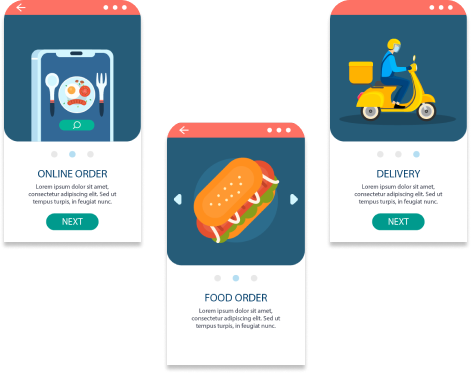 ONLINE ORDER
Lorem ipsum dolor sit amet,
consectetur adipiscing elit. Sed ut
tempus turpis, in feugiat nunc.
NEXT
FOOD ORDER
Lorem ipsum dolor sit amet,
consectetur adipiscing elit. Sed ut
tempus turpis, in feugiat nunc.
DELIVERY
Lorem ipsum dolor sit amet,
consectetur adipiscing elit. Sed ut
tempus turpis, in feugiat nunc.
NEXT